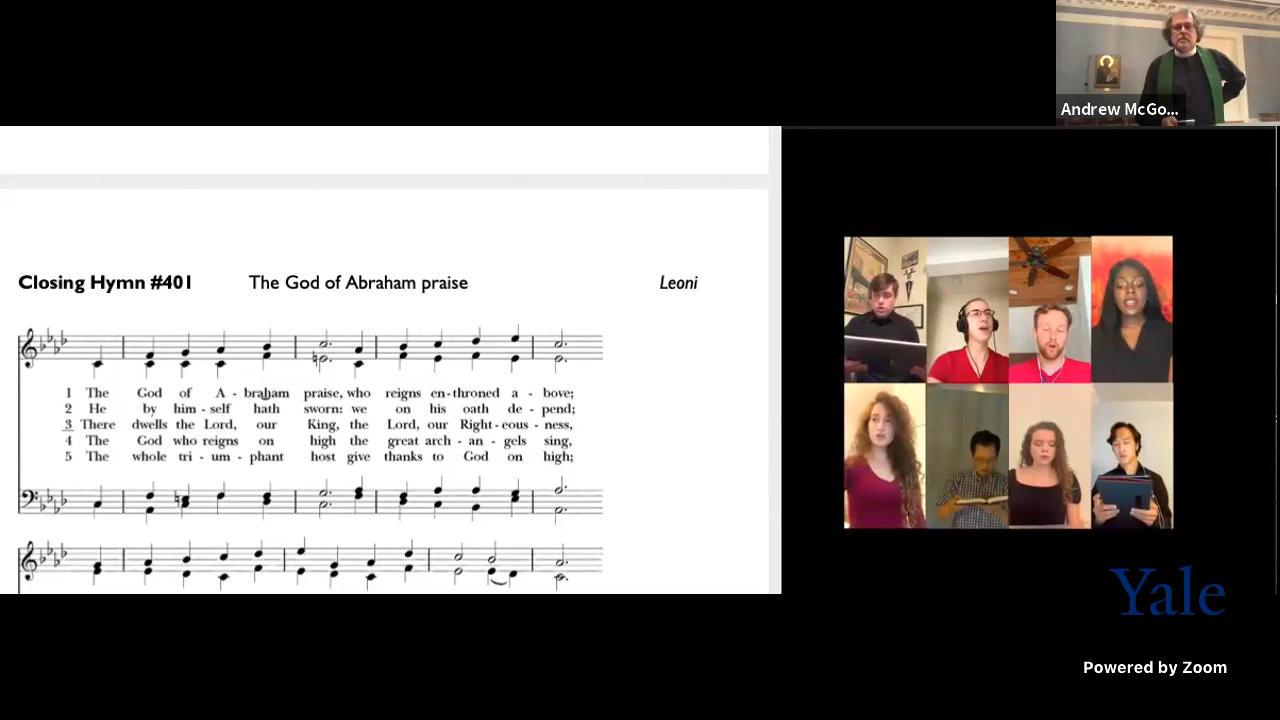 Andrew McGo...
Closing Hymn #401 The God of Abraham praise Leoni
1 The God of A - braham praise, who reigns en - throned a - bove;
2 He by him - self hath sworn: we on his oath de - pend;
3 There dwells the Lord, our King, the Lord, our Right - eous - ness,
4 The God who reigns on high the great arch - an - gels sing,
5 The whole tri - um - phant host give thanks to God on high;
Yale
Powered by Zoom